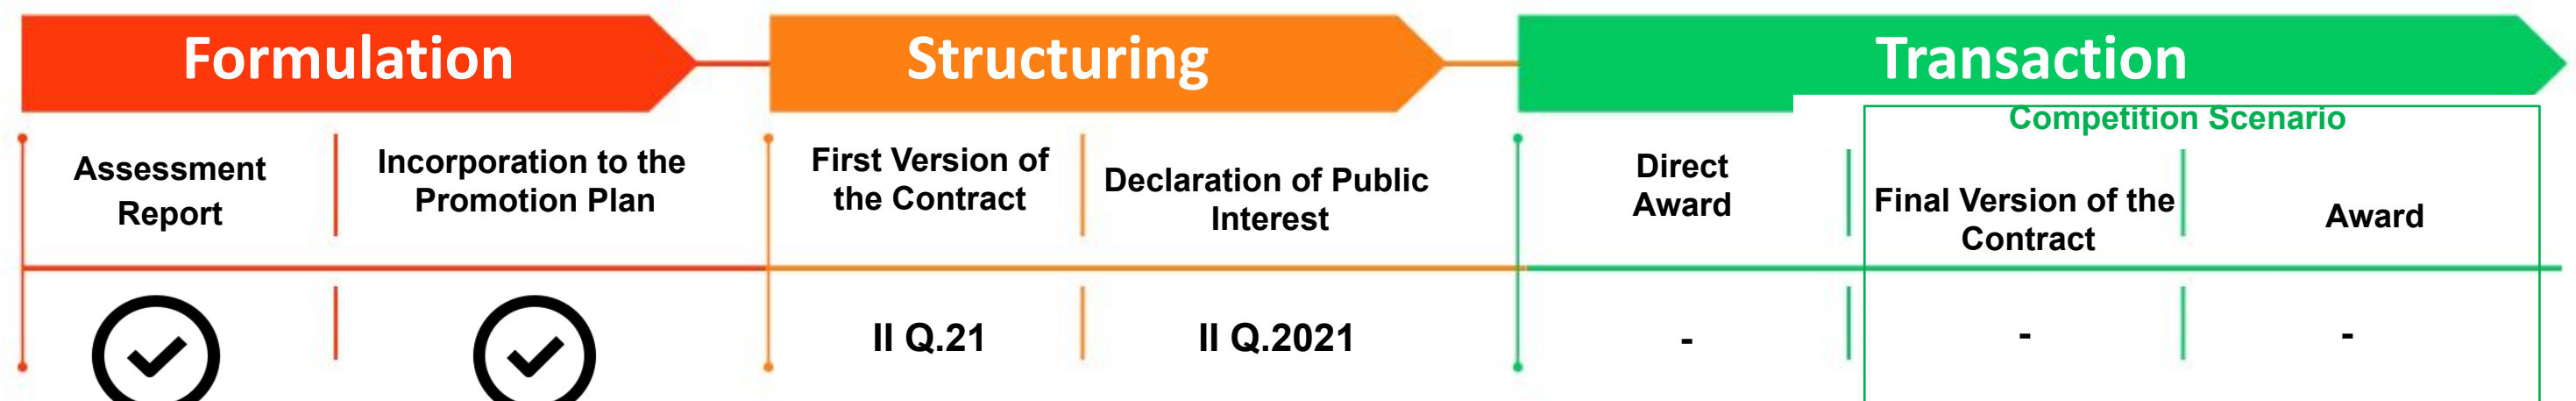 Formulation
Structuring
Transaction
Competition Scenario
Assessment
Report
Incorporation to the
Promotion Plan
First Version of
the Contract
Declaration of Public
Interest
Direct
Award
Final Version of the
Contract
Award
II Q.21
II Q.2021
-
-
-